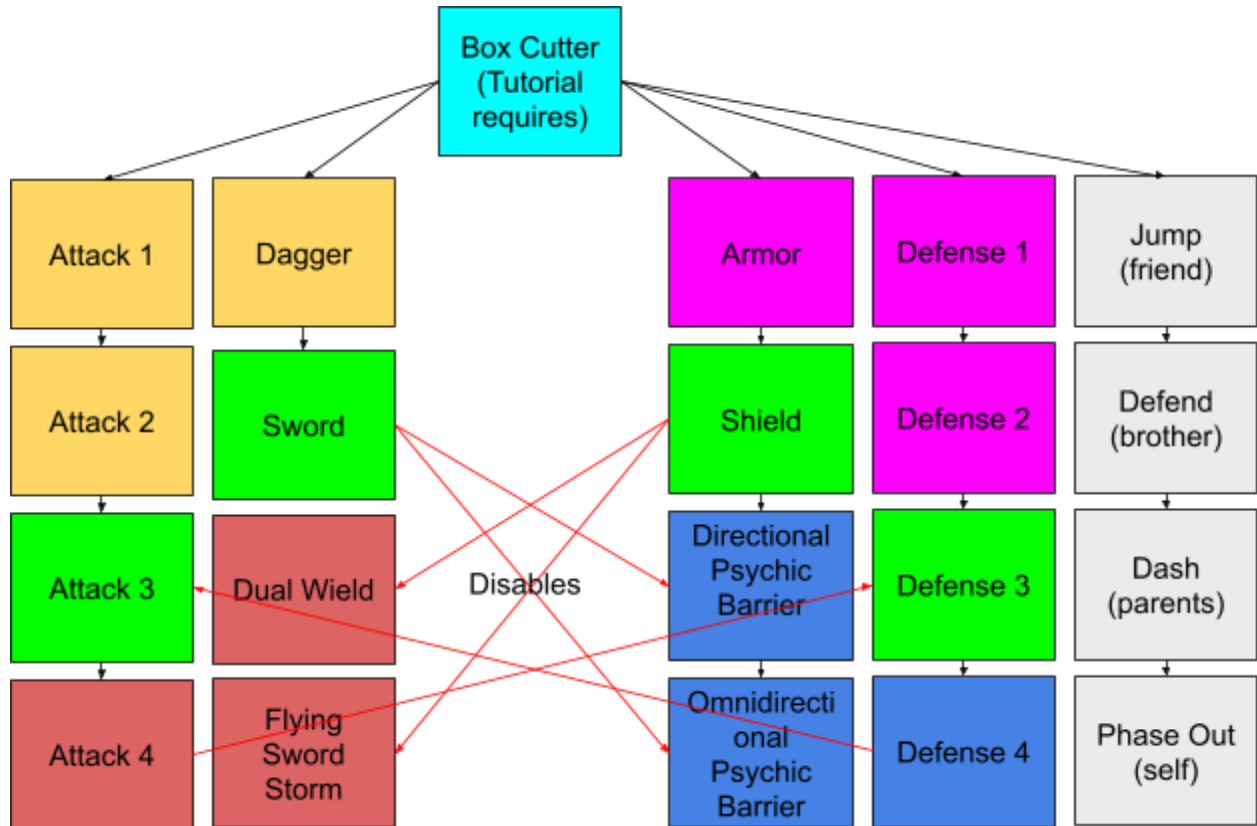 Box Cutter
(Tutorial
requires)
Attack 1
Dagger
Armor
Defense 1
Jump
(friend)
Attack 2
Sword
Shield
Defense 2
Defend
(brother)
Attack 3
Dual Wield
Disables
Directional
Psychic
Barrier
Defense 3
Dash
(parents)
Attack 4
Flying
Sword
Storm
Omnidirecti
onal
Psychic
Barrier
Defense 4
Phase Out
(self)